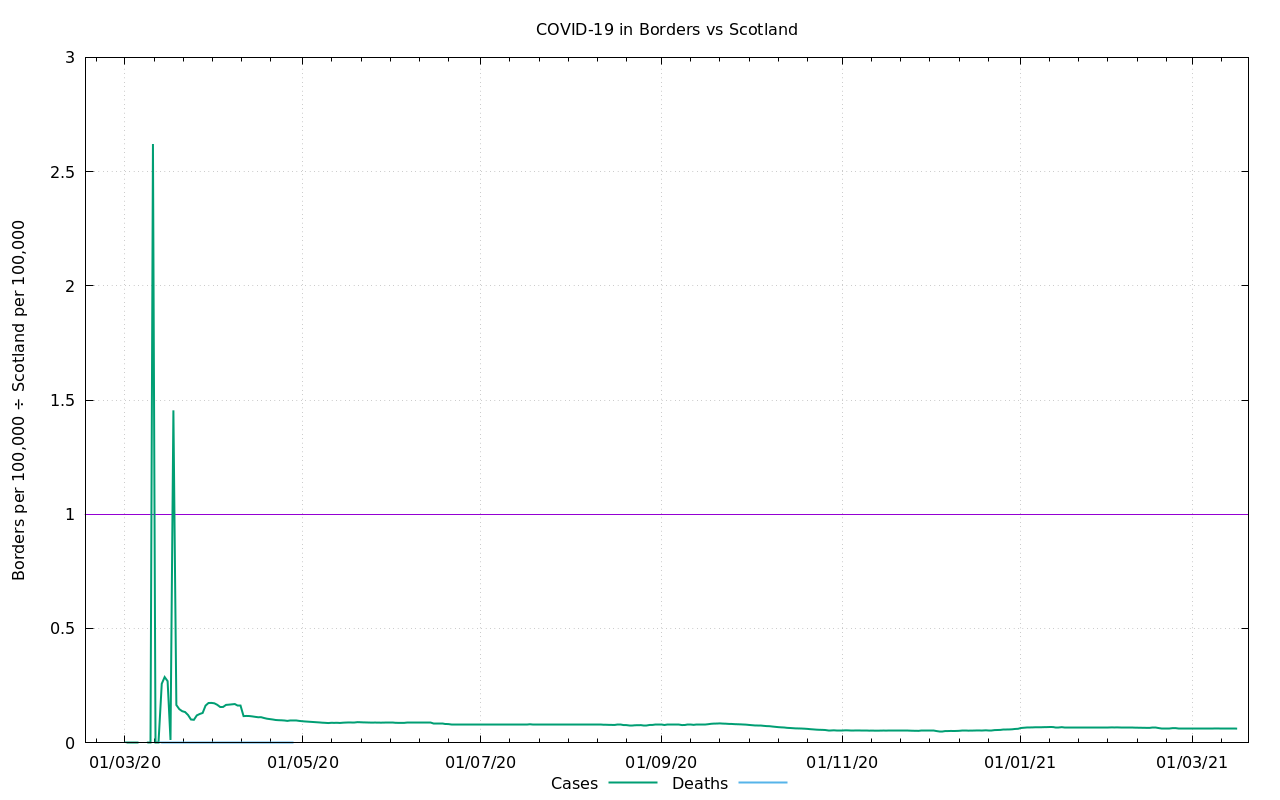 COVID-19 in Borders vs Scotland
Borders per 100,000 ÷ Scotland per 100,000
3
2.5
2
1.5
1
0.5
0
01/03/20 01/05/20 01/07/20 01/09/20 01/11/20 01/01/21 01/03/21
Cases Deaths